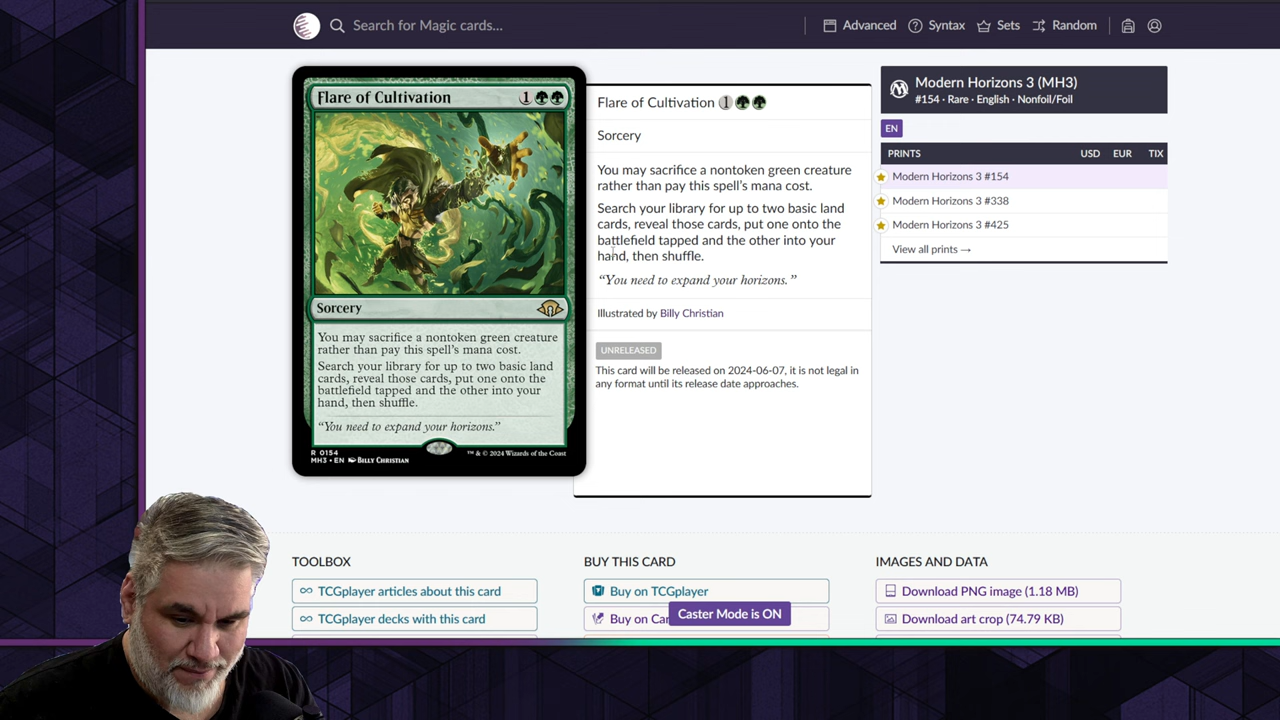 Search for Magic cards...
Advanced
Syntax
Sets
Random
Flare of Cultivation 1
Sorcery
You may sacrifice a nontoken green creature
rather than pay this spell's mana cost.
Search your library for up to two basic land
cards, reveal those cards, put one onto the
battlefield tapped and the other into your
hand, then shuffle.
“You need to expand your horizons.”
R 0154
MH3 • EN Billy Christian
™ & © 2024 Wizards of the Coast
Flare of Cultivation 1
Sorcery
You may sacrifice a nontoken green creature
rather than pay this spell's mana cost.
Search your library for up to two basic land
cards, reveal those cards, put one onto the
battlefield tapped and the other into your
hand, then shuffle.
“You need to expand your horizons.”
Illustrated by Billy Christian
UNRELEASED
This card will be released on 2024-06-07, it is not legal in
any format until its release date approaches.
Modern Horizons 3 (MH3)
#154 · Rare · English · Nonfoil/Foil
EN
PRINTS USD EUR TIX
Modern Horizons 3 #154
Modern Horizons 3 #338
Modern Horizons 3 #425
View all prints →
TOOLBOX
TCGplayer articles about this card
TCGplayer decks with this card
BUY THIS CARD
Buy on TCGplayer
Buy on Car
Caster Mode is ON
IMAGES AND DATA
Download PNG image (1.18 MB)
Download art crop (74.79 KB)